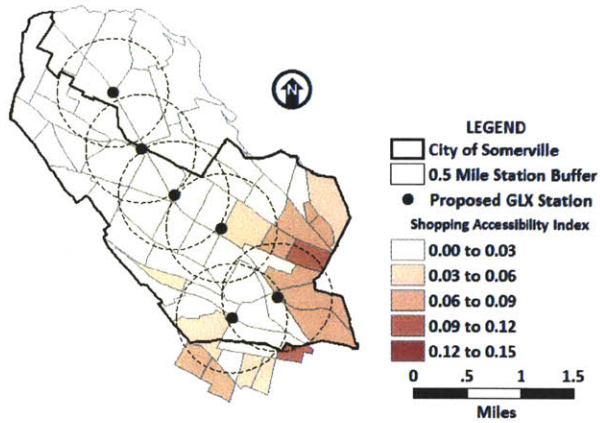 N
LEGEND
City of Somerville
0.5 Mile Station Buffer
Proposed GLX Station
Shopping Accessibility Index
0.00 to 0.03
0.03 to 0.06
0.06 to 0.09
0.09 to 0.12
0.12 to 0.15
0 .5 1 1.5
Miles